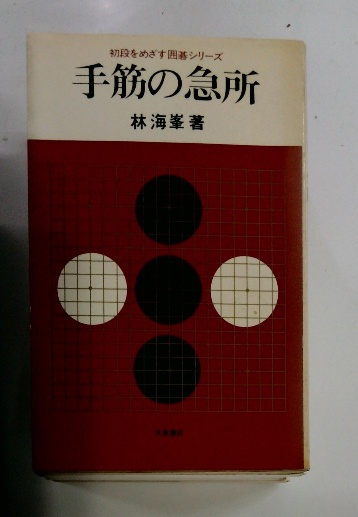 初段をめざす囲碁シリーズ
手筋の急所
林海峯著